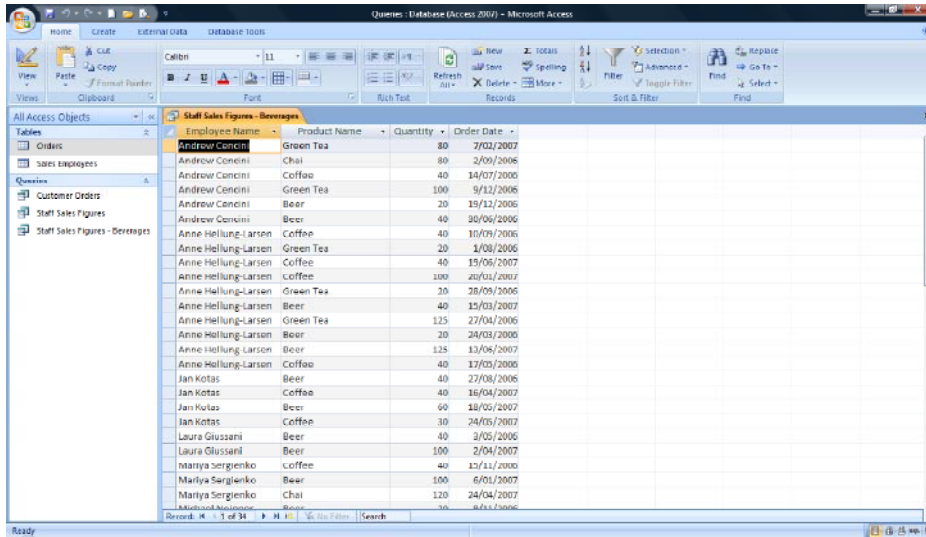 Queries : Database (Access 2007) - Microsoft Access
Home Create External Data Database Tools
View
Paste
Cut
Copy
Format Painter
Calibri 11
B I U A
Refresh
All
New
Save
Delete
Totals
Spelling
More
Filter
Selection
Advanced
Toggle Filter
Find
Replace
Go To
Select
Views Clipboard Font Rich Text Records Sort & Filter Find
All Access Objects
Tables
Orders
Sales Employees
Queries
Customer Orders
Staff Sales Figures
Staff Sales Figures - Beverages
Staff Sales Figures - Beverages
Employee Name Product Name Quantity Order Date
Andrew Cencini Green Tea 80 7/02/2007
Andrew Cencini Chai 80 2/09/2006
Andrew Cencini Coffee 40 14/07/2006
Andrew Cencini Green Tea 100 9/12/2006
Andrew Cencini Beer 20 19/12/2006
Andrew Cencini Beer 40 30/06/2006
Anne Hellung-Larsen Coffee 40 10/09/2006
Anne Hellung-Larsen Green Tea 20 1/08/2006
Anne Hellung-Larsen Coffee 40 19/06/2007
Anne Hellung-Larsen Coffee 100 20/01/2007
Anne Hellung-Larsen Green Tea 20 28/09/2006
Anne Hellung-Larsen Beer 40 15/03/2007
Anne Hellung-Larsen Green Tea 125 27/04/2006
Anne Hellung-Larsen Beer 20 24/03/2006
Anne Hellung-Larsen Beer 125 13/06/2007
Anne Hellung-Larsen Coffee 40 17/05/2006
Jan Kotas Beer 40 27/08/2006
Jan Kotas Coffee 40 16/04/2007
Jan Kotas Beer 60 18/05/2007
Jan Kotas Coffee 30 24/05/2007
Laura Giussani Beer 40 3/05/2006
Laura Giussani Beer 100 2/04/2007
Mariya Sergienko Coffee 40 15/11/2006
Mariya Sergienko Beer 100 6/01/2007
Mariya Sergienko Chai 120 24/04/2007
Record: 1 of 34 No Filter Search
Ready